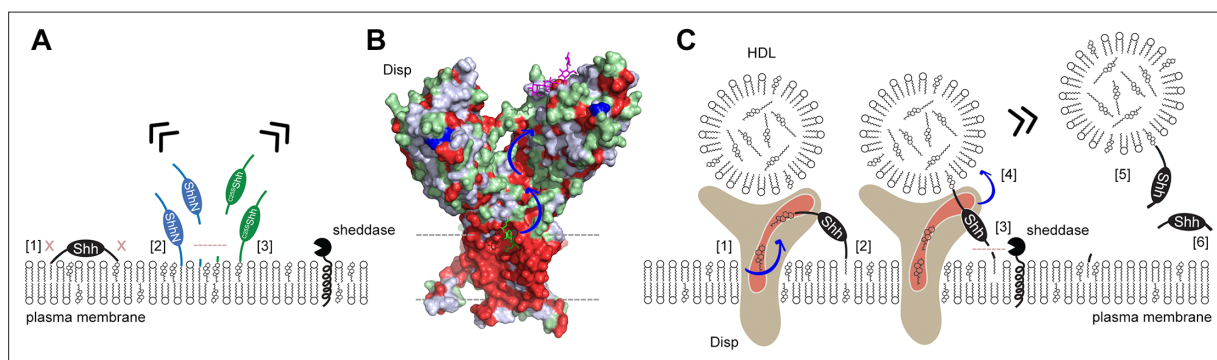 A
[1]
X
Shh
X
[2]
ShhN
ShhN
C25SShh
C25SShh
[3]
sheddase
plasma membrane
B
Disp
C
HDL
[1]
Shh
[2]
Disp
Shh
[3]
[4]
sheddase
[5]
Shh
Shh
[6]
plasma membrane